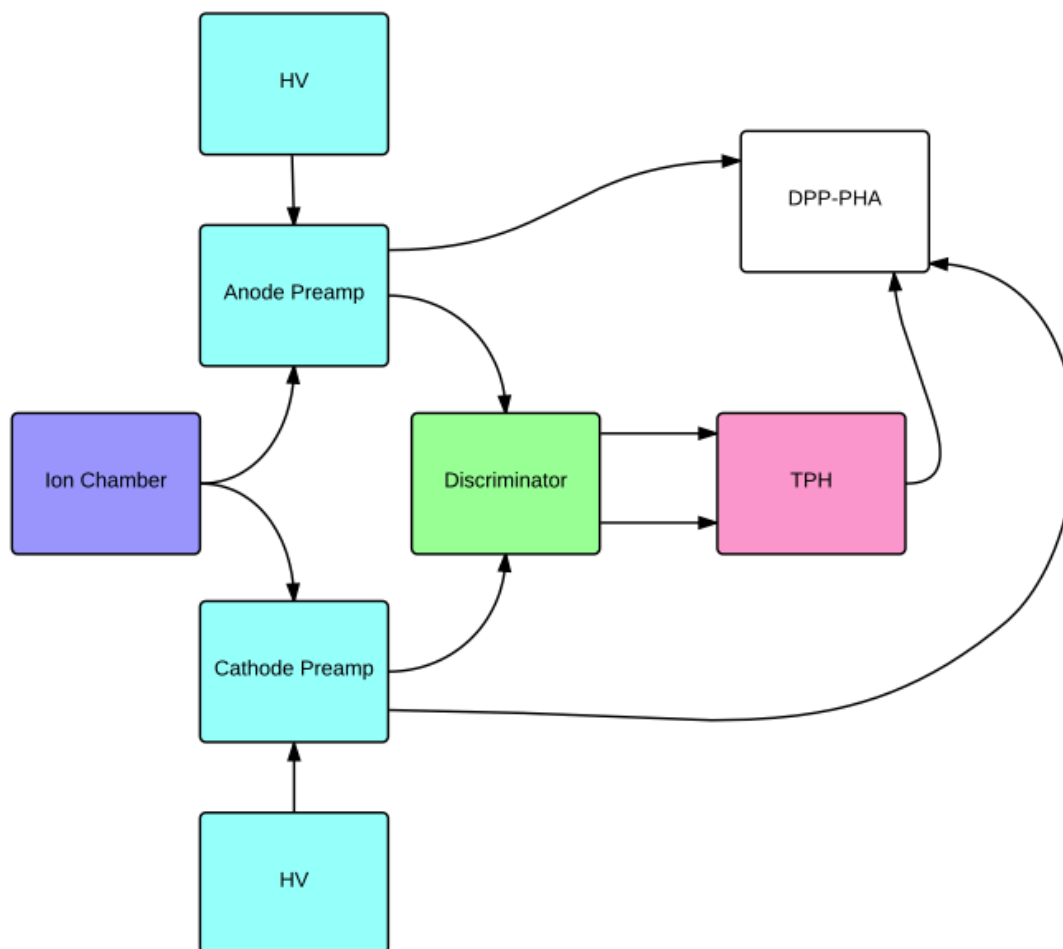 HV
DPP-PHA
Anode Preamp
Ion Chamber
Discriminator
TPH
Cathode Preamp
HV